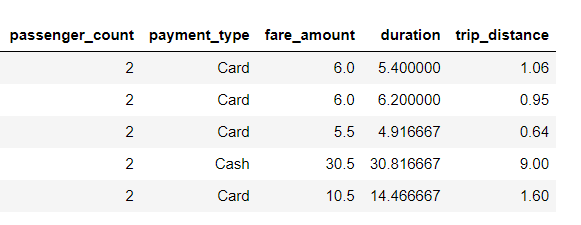 passenger_count payment_type fare_amount duration trip_distance
2 Card 6.0 5.400000 1.06
2 Card 6.0 6.200000 0.95
2 Card 5.5 4.916667 0.64
2 Cash 30.5 30.816667 9.00
2 Card 10.5 14.466667 1.60